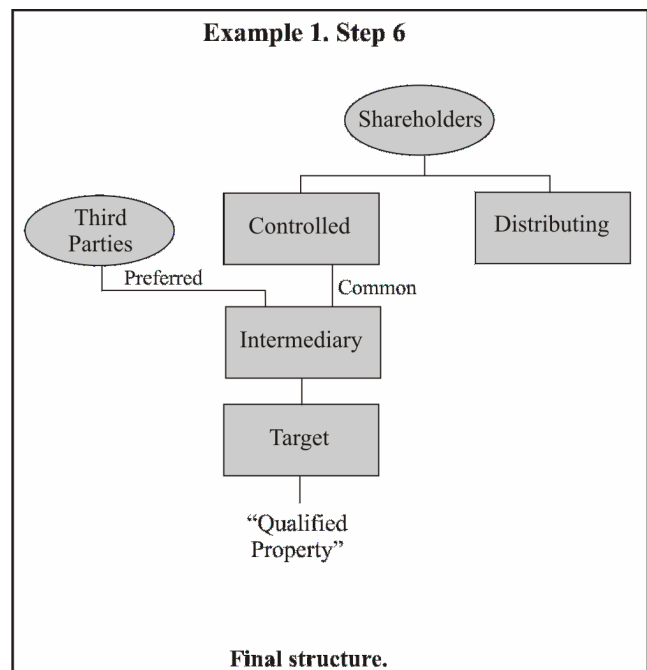 Example 1. Step 6
Shareholders
Third
Parties
Controlled
Distributing
Preferred
Common
Intermediary
Target
“Qualified
Property”
Final structure.